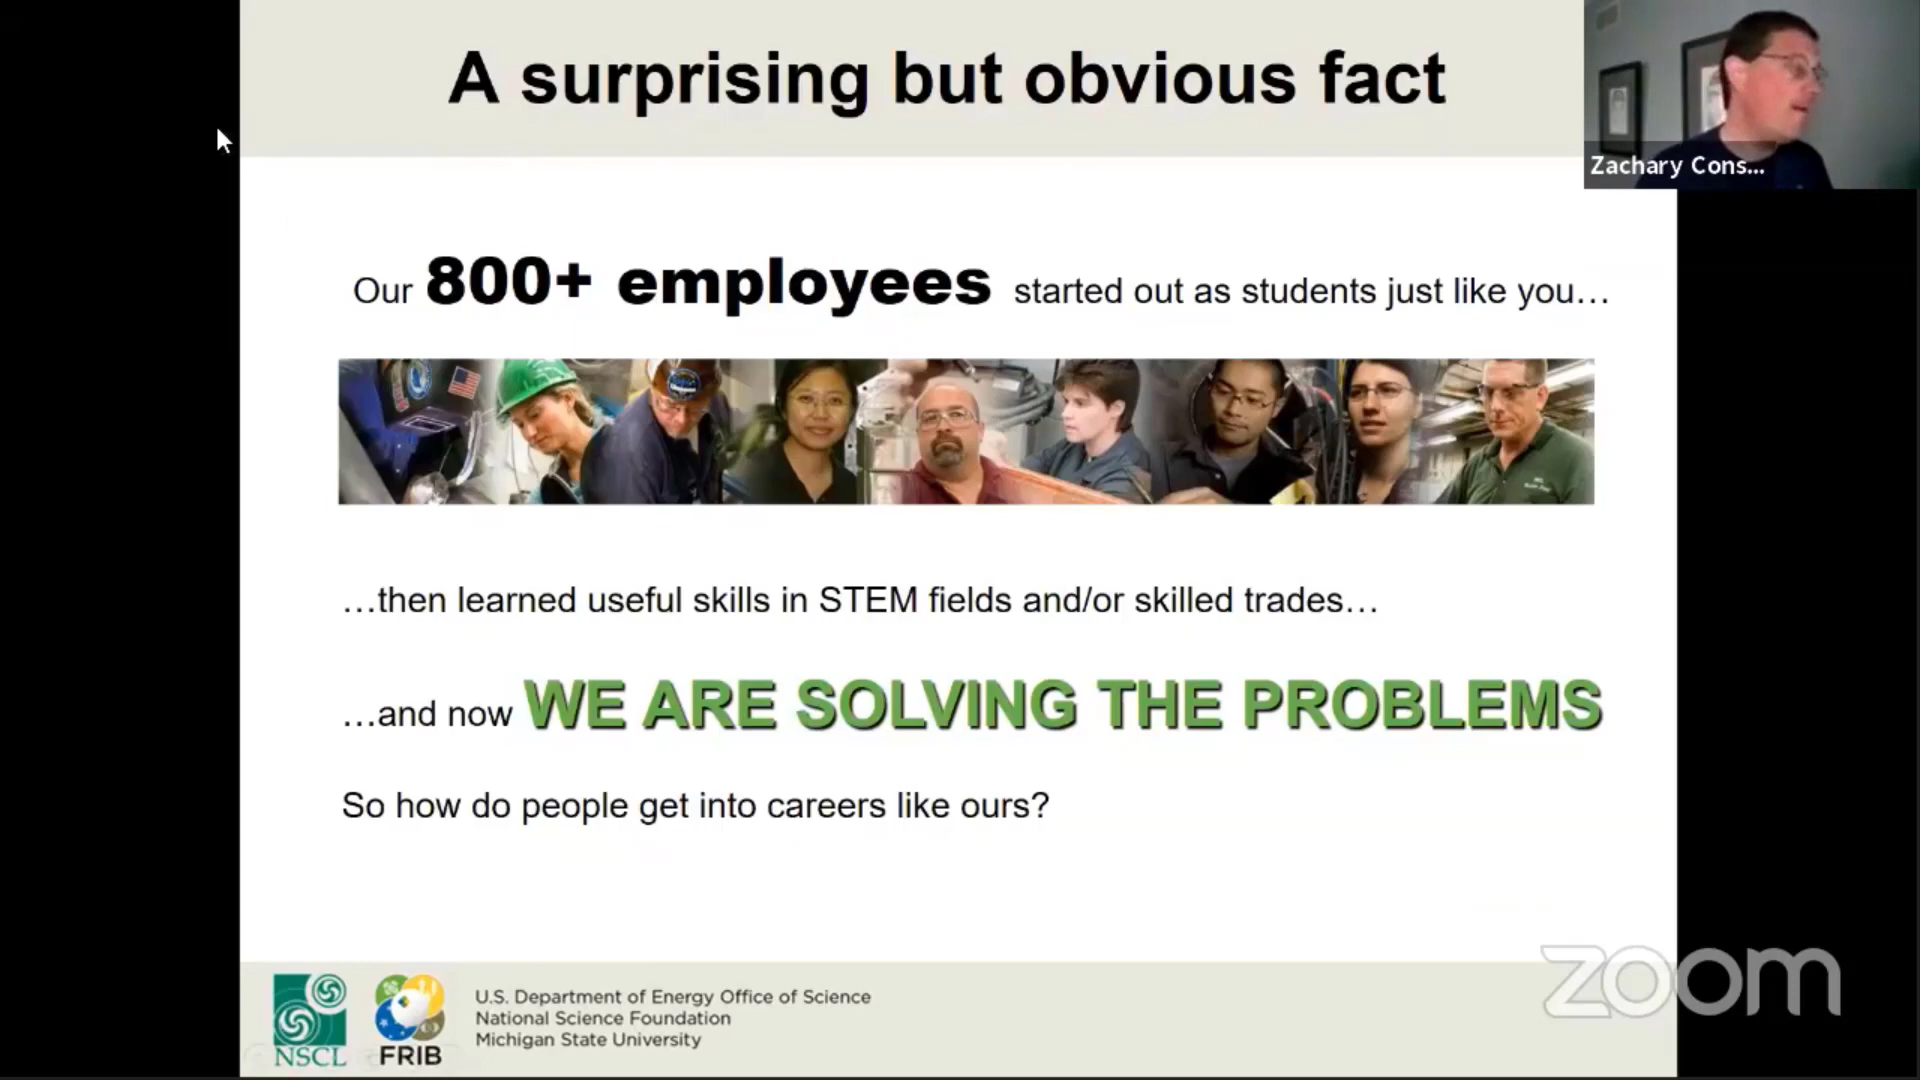 A surprising but obvious fact
Zachary Cons...
Our 800+ employees started out as students just like you…
…then learned useful skills in STEM fields and/or skilled trades…
…and now WE ARE SOLVING THE PROBLEMS
So how do people get into careers like ours?
NSCL
FRIB
U.S. Department of Energy Office of Science
National Science Foundation
Michigan State University
zoom